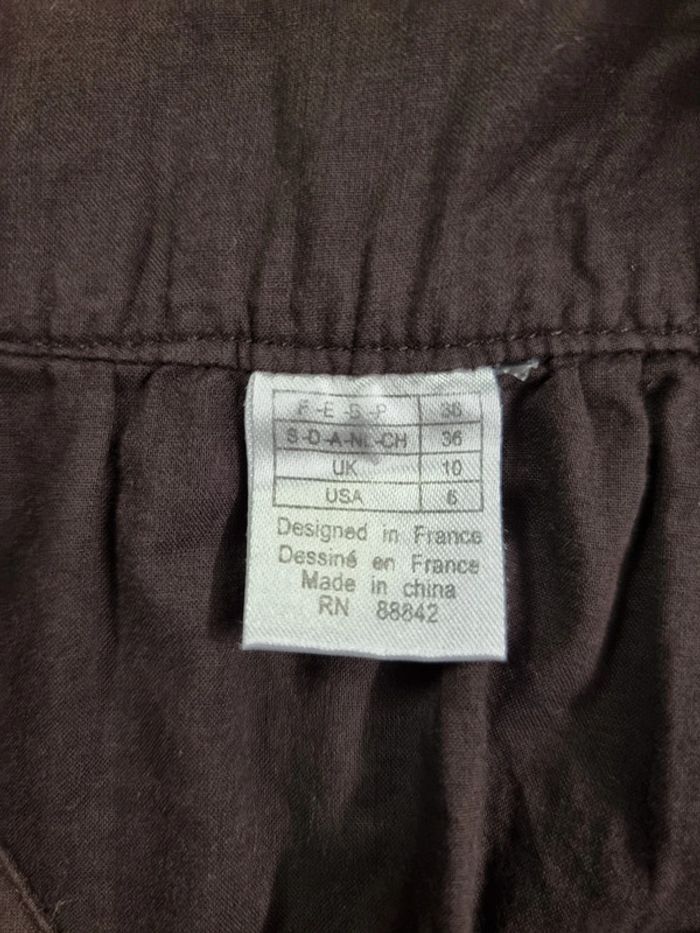 F-E-B-P 38
S-D-A-NL-CH 36
UK 10
USA 6
Designed in France
Dessiné en France
Made in china
RN 88842